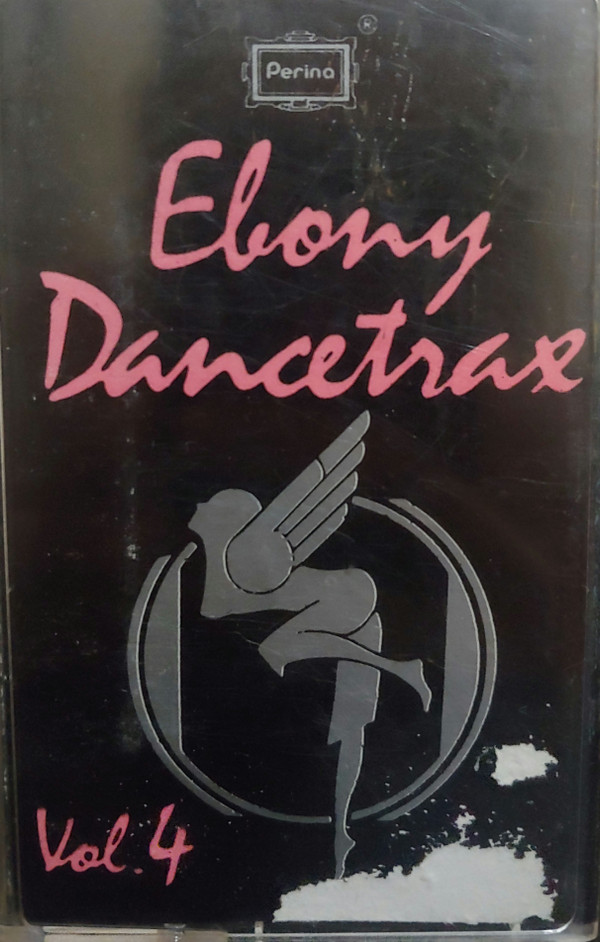 ®
Perina
Ebony
Dancetrax
Vol.4